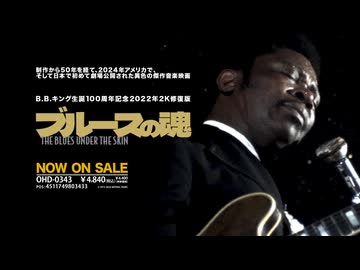 制作から50年を経て、2024年アメリカで、
そして日本で初めて劇場公開された異色の傑作音楽映画
B.B.キング生誕100周年記念2022年2K修復版
ブルースの魂
THE BLUES UNDER THE SKIN
NOW ON SALE
OHD-0343 ￥4,840(税込)
POS:4511749803433